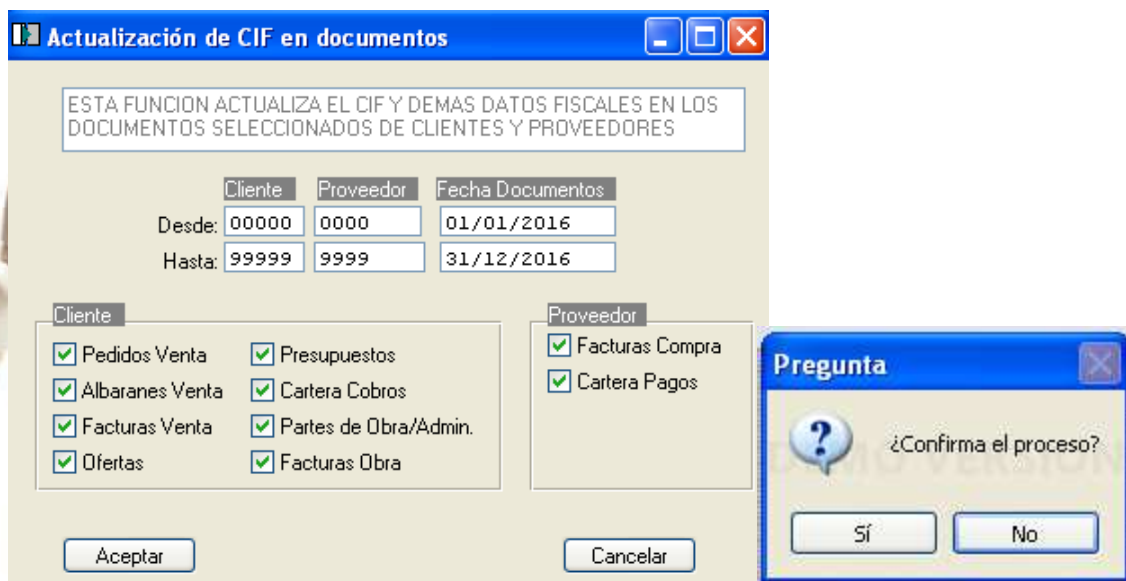 Actualización de CIF en documentos
ESTA FUNCION ACTUALIZA EL CIF Y DEMAS DATOS FISCALES EN LOS
DOCUMENTOS SELECCIONADOS DE CLIENTES Y PROVEEDORES
Cliente Proveedor Fecha Documentos
Desde: 00000 0000 01/01/2016
Hasta: 99999 9999 31/12/2016
Cliente
Pedidos Venta Presupuestos
Albaranes Venta Cartera Cobros
Facturas Venta Partes de Obra/Admin.
Ofertas Facturas Obra
Proveedor
Facturas Compra
Cartera Pagos
Aceptar Cancelar
Pregunta
¿Confirma el proceso?
DEMO VERSION
Sí No